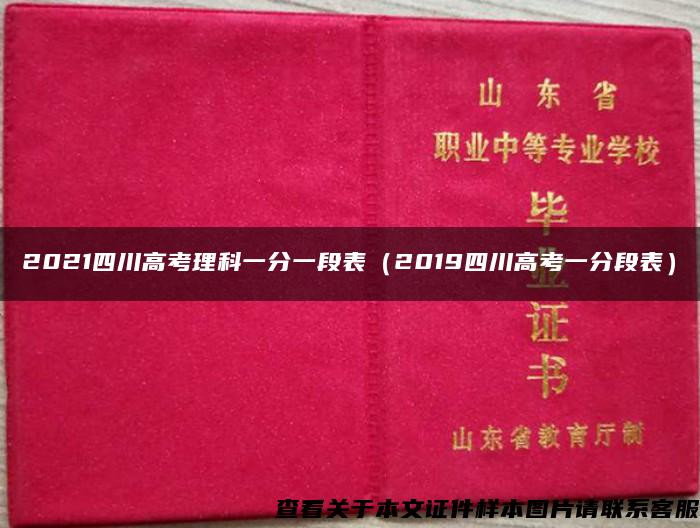 山东省
职业中等专业学校
毕业证书
2021四川高考理科一分一段表（2019四川高考一分段表）
山东省教育厅制
查看关于本文证件样本图片请联系客服